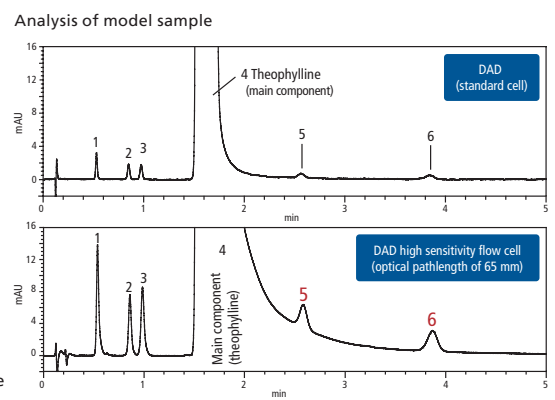 Analysis of model sample
16
12
8
4
0
mAU
1
2
3
4 Theophylline
(main component)
5
6
DAD
(standard cell)
0
1
2
3
4
5
min
16
12
8
4
0
mAU
1
2
3
4
Main component
(theophylline)
5
6
DAD high sensitivity flow cell
(optical pathlength of 65 mm)
0
1
2
3
4
5
min